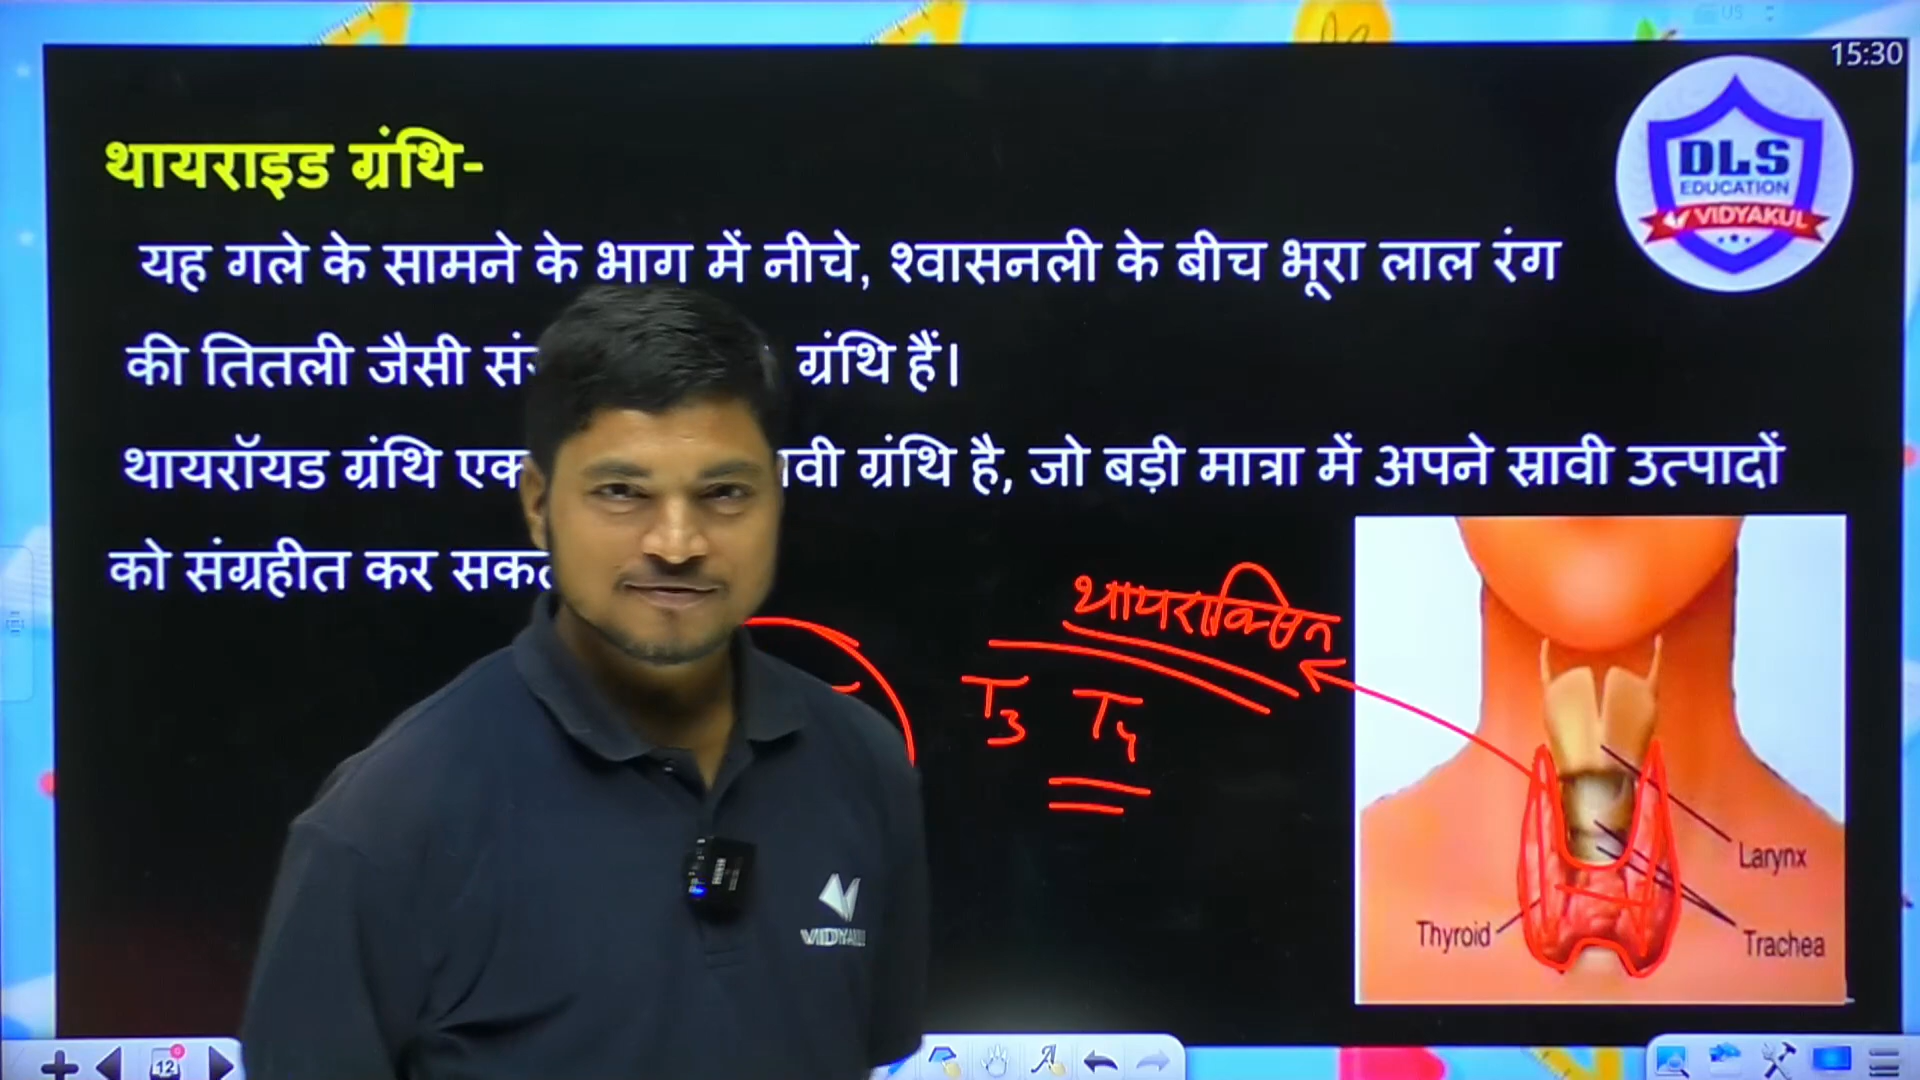 15:30
DLS
EDUCATION
VIDYAKUL
थायराइड ग्रंथि-
यह गले के सामने के भाग में नीचे, श्वासनली के बीच भूरा लाल रंग
की तितली जैसी ग्रंथि हैं।
थायरॉयड ग्रंथि एक ग्रंथि है, जो बड़ी मात्रा में अपने स्रावी उत्पादों
को संग्रहीत कर
थायराक्सिन
T3 T4
Larynx
Thyroid
Trachea
VIDYAKUL
12